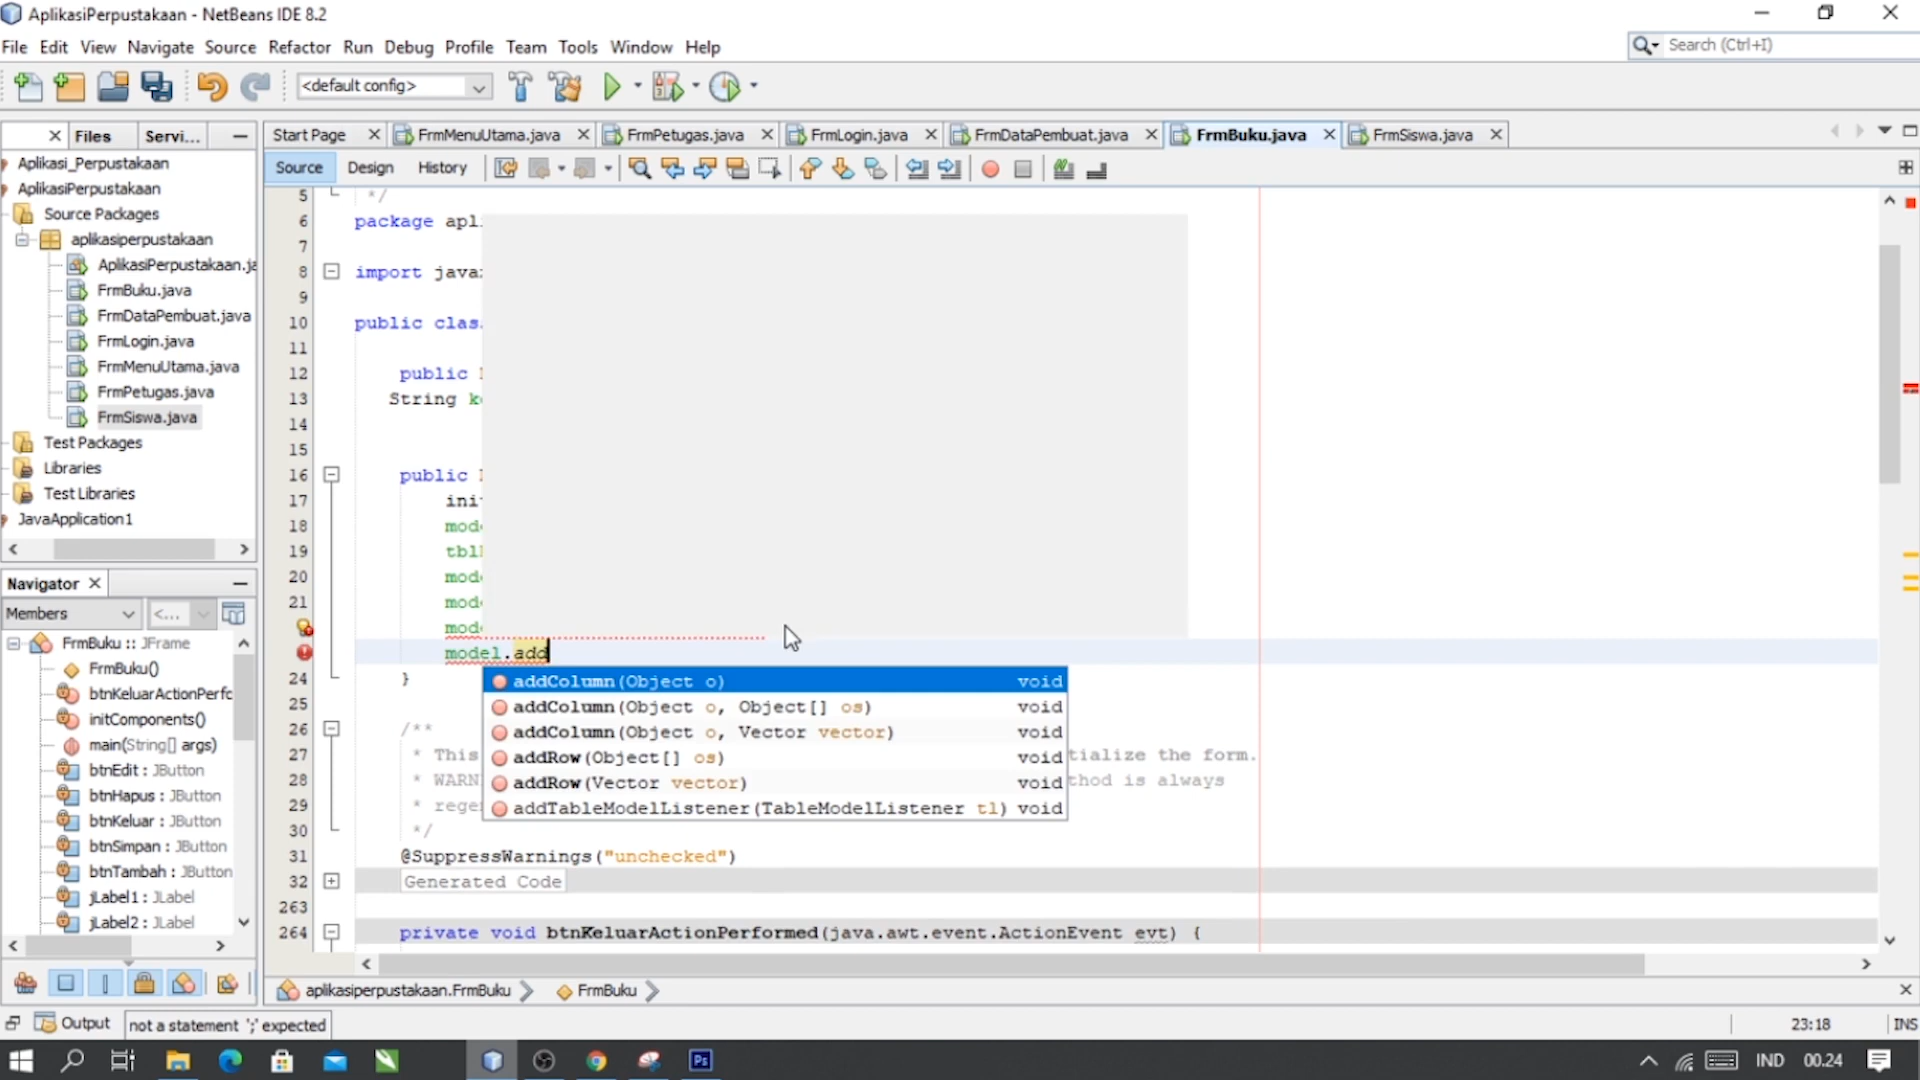 AplikasiPerpustakaan - NetBeans IDE 8.2
File Edit View Navigate Source Refactor Run Debug Profile Team Tools Window Help
Search (Ctrl+I)
<default config>
Files Servi...
Start Page FrmMenuUtama.java FrmPetugas.java FrmLogin.java FrmDataPembuat.java FrmBuku.java FrmSiswa.java
Source Design History
Aplikasi_Perpustakaan
AplikasiPerpustakaan
Source Packages
aplikasiperpustakaan
AplikasiPerpustakaan.ja
FrmBuku.java
FrmDataPembuat.java
FrmLogin.java
FrmMenuUtama.java
FrmPetugas.java
FrmSiswa.java
Test Packages
Libraries
Test Libraries
JavaApplication1
Navigator
Members <...
FrmBuku :: JFrame
FrmBuku()
btnKeluarActionPerfc
initComponents()
main(String[] args)
btnEdit : JButton
btnHapus : JButton
btnKeluar : JButton
btnSimpan : JButton
btnTambah : JButton
jLabel1 : JLabel
jLabel2 : JLabel
5 */
6 package apl
7
8 import java
9
10 public clas
11
12 public
13 String k
14
15
16 public
17 ini
18 mod
19 tbl
20 mod
21 mod
mod
model.add
24 }
25
26 /**
27 * This tialize the form.
28 * WARN thod is always
29 * rege
30 */
31 @SuppressWarnings("unchecked")
32 Generated Code
263
264 private void btnKeluarActionPerformed(java.awt.event.ActionEvent evt) {
addColumn(Object o) void
addColumn(Object o, Object[] os) void
addColumn(Object o, Vector vector) void
addRow(Object[] os) void
addRow(Vector vector) void
addTableModelListener(TableModelListener tl) void
aplikasiperpustakaan.FrmBuku FrmBuku
Output not a statement ';' expected 23:18 INS
Ps IND 00.24